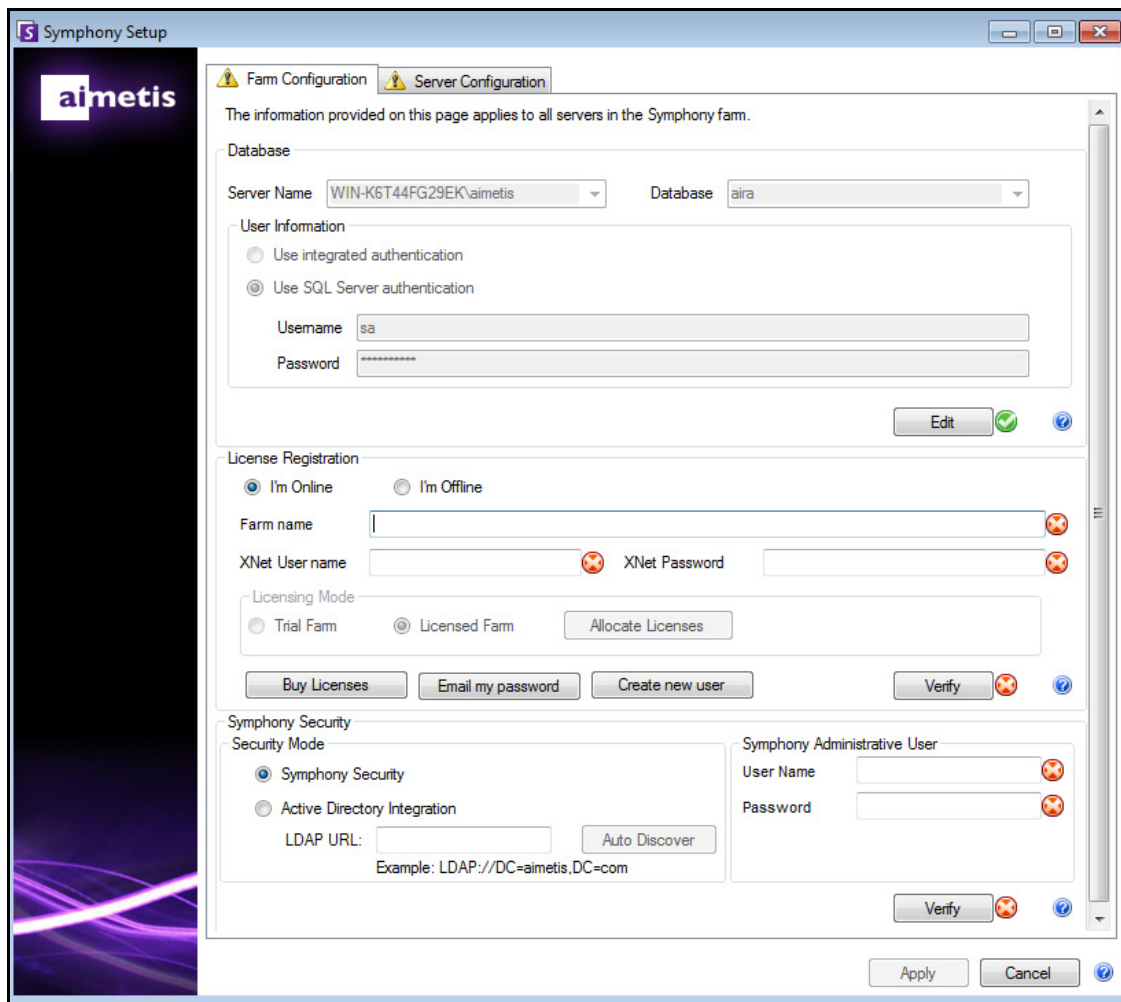 Symphony Setup
aimetis
Farm Configuration
Server Configuration
The information provided on this page applies to all servers in the Symphony farm.
Database
Server Name
WIN-K6T44FG29EK\aimetis
Database
aira
User Information
Use integrated authentication
Use SQL Server authentication
Username
sa
Password
**********
Edit
License Registration
I'm Online
I'm Offline
Farm name
XNet User name
XNet Password
Licensing Mode
Trial Farm
Licensed Farm
Allocate Licenses
Buy Licenses
Email my password
Create new user
Verify
Symphony Security
Security Mode
Symphony Security
Active Directory Integration
LDAP URL:
Auto Discover
Example: LDAP://DC=aimetis,DC=com
Symphony Administrative User
User Name
Password
Verify
Apply
Cancel